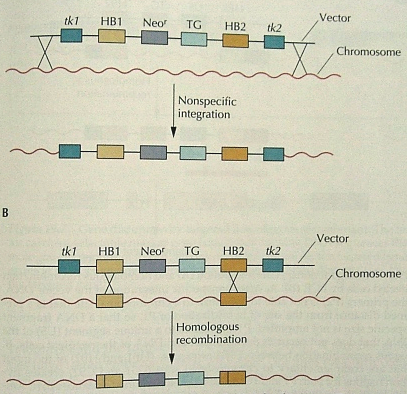 tk1 HB1 Neoʳ TG HB2 tk2 Vector
Chromosome
Nonspecific
integration
B
tk1 HB1 Neoʳ TG HB2 tk2 Vector
Chromosome
Homologous
recombination